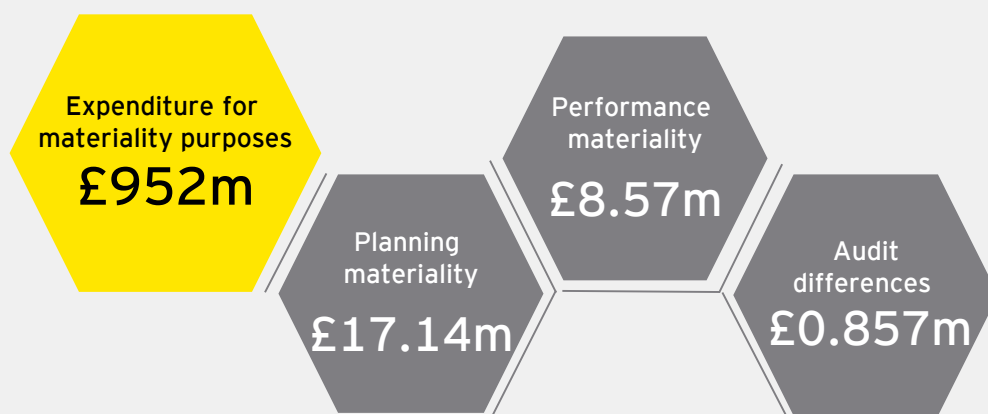 Expenditure for
materiality purposes
£952m
Planning
materiality
£17.14m
Performance
materiality
£8.57m
Audit
differences
£0.857m